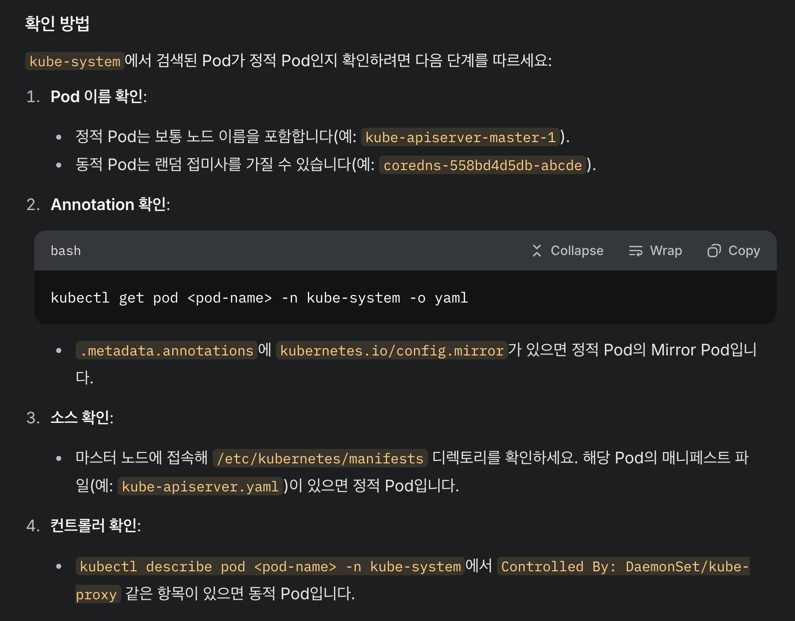 확인 방법
kube-system에서 검색된 Pod가 정적 Pod인지 확인하려면 다음 단계를 따르세요:
1. Pod 이름 확인:
• 정적 Pod는 보통 노드 이름을 포함합니다(예: kube-apiserver-master-1).
• 동적 Pod는 랜덤 접미사를 가질 수 있습니다(예: coredns-558bd4d5db-abcde).
2. Annotation 확인:
bash Collapse Wrap Copy
kubectl get pod <pod-name> -n kube-system -o yaml
• .metadata.annotations에 kubernetes.io/config.mirror가 있으면 정적 Pod의 Mirror Pod입니
다.
3. 소스 확인:
• 마스터 노드에 접속해 /etc/kubernetes/manifests 디렉토리를 확인하세요. 해당 Pod의 매니페스트 파
일(예: kube-apiserver.yaml)이 있으면 정적 Pod입니다.
4. 컨트롤러 확인:
• kubectl describe pod <pod-name> -n kube-system에서 Controlled By: DaemonSet/kube-
proxy 같은 항목이 있으면 동적 Pod입니다.